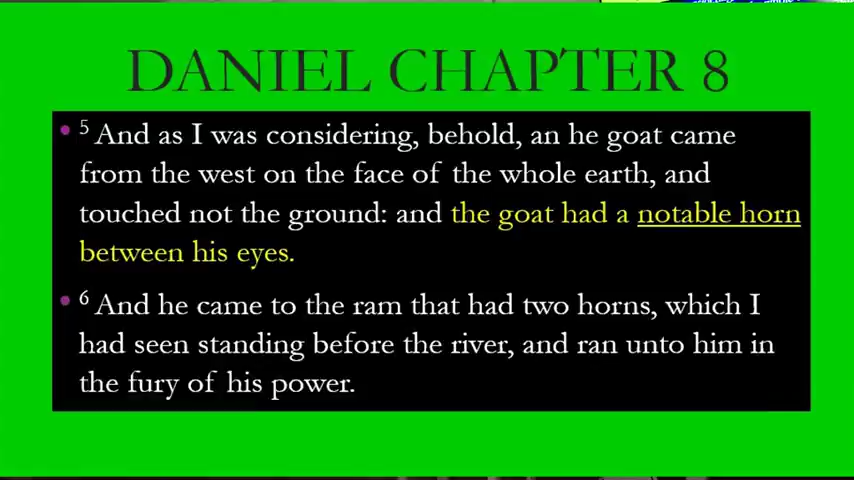 DANIEL CHAPTER 8
• 5 And as I was considering, behold, an he goat came
from the west on the face of the whole earth, and
touched not the ground: and the goat had a notable horn
between his eyes.
• 6 And he came to the ram that had two horns, which I
had seen standing before the river, and ran unto him in
the fury of his power.